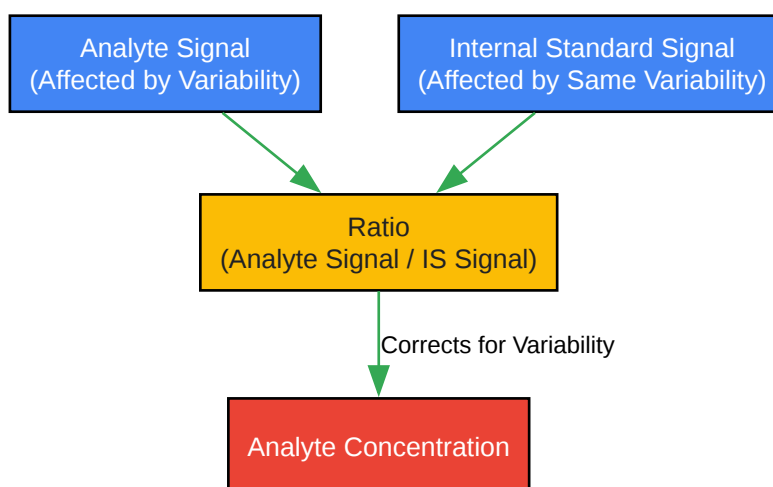 Analyte Signal
(Affected by Variability)
Internal Standard Signal
(Affected by Same Variability)
Ratio
(Analyte Signal / IS Signal)
Corrects for Variability
Analyte Concentration